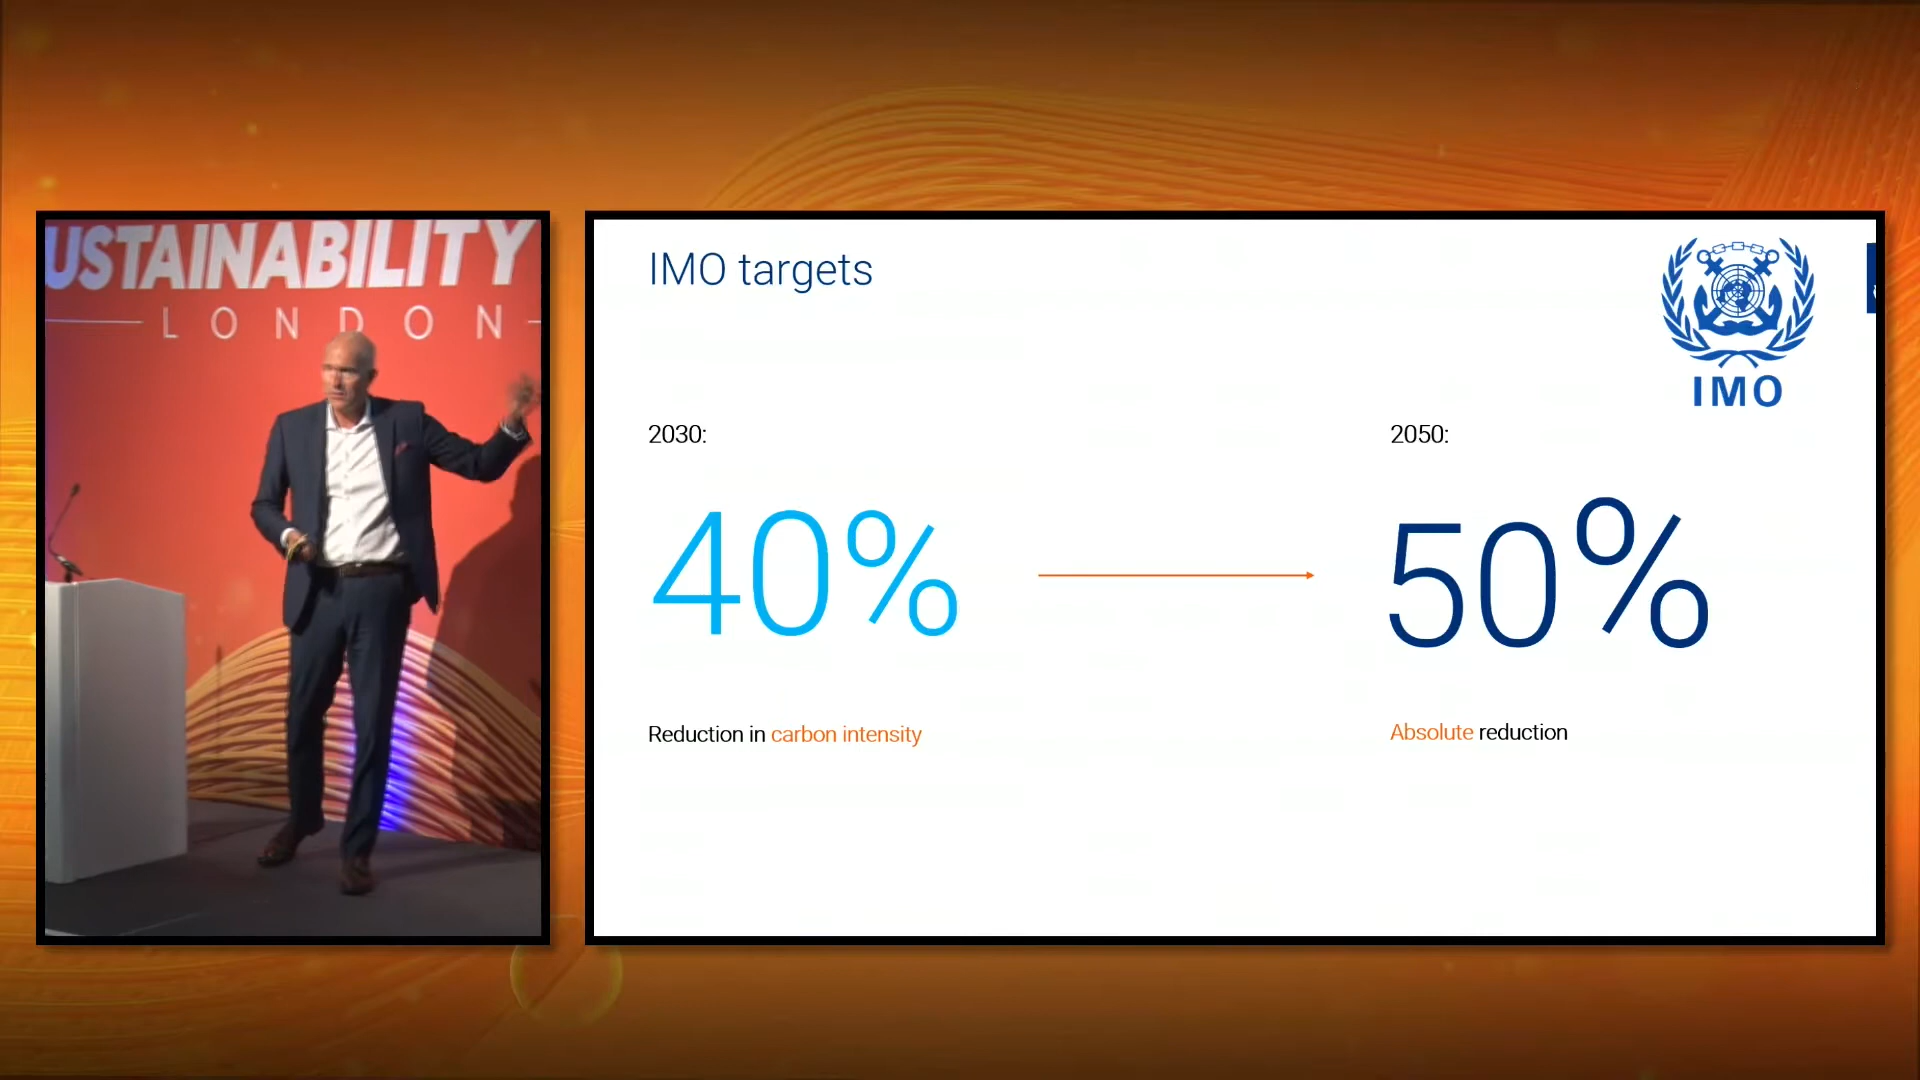 USTAINABILITY
LONDON
IMO targets
IMO
2030:
2050:
40%
50%
Reduction in carbon intensity
Absolute reduction